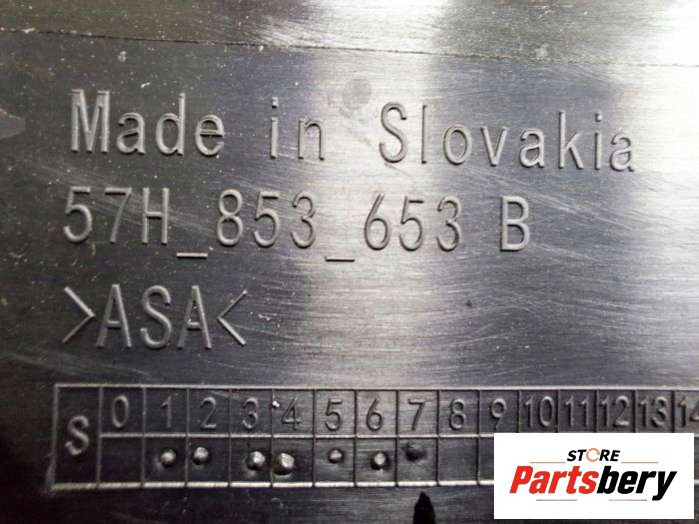 Made in Slovakia
57H_853_653 B
>ASA<
S 0 1 2 3 4 5 6 7 8 9 10 11 12 13 14
STORE
Partsbery